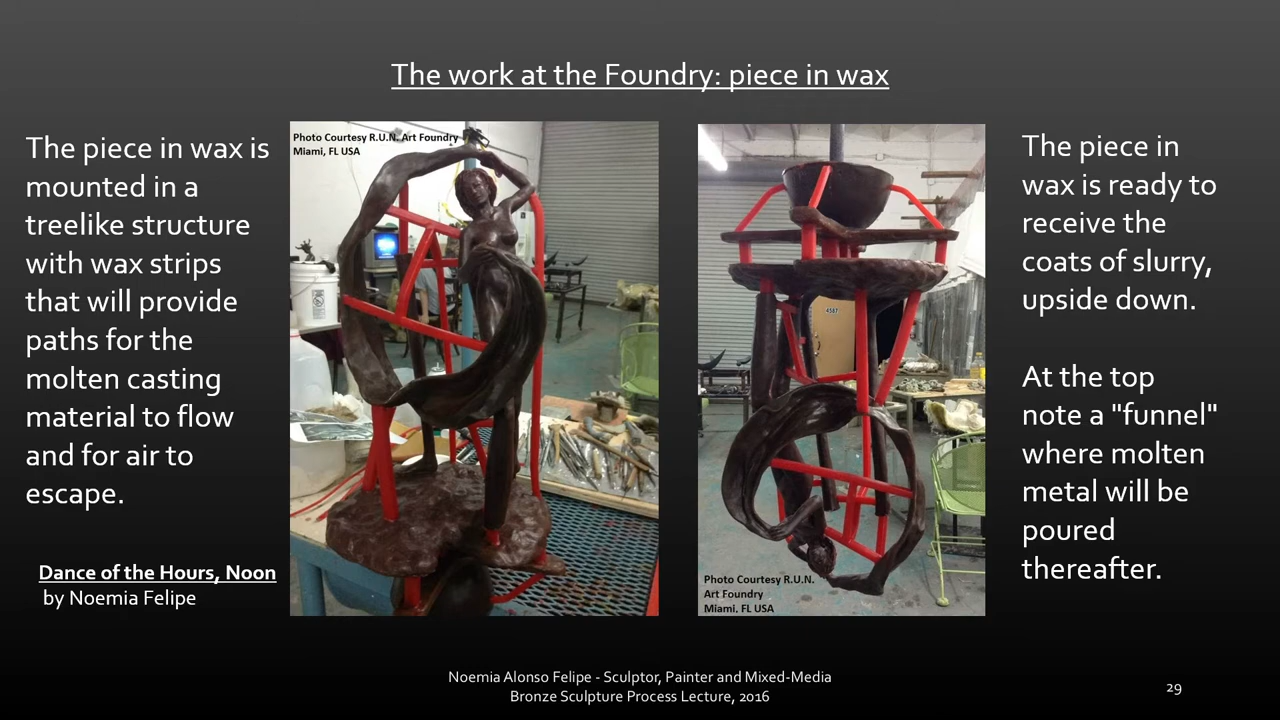 The work at the Foundry: piece in wax
The piece in wax is
mounted in a
treelike structure
with wax strips
that will provide
paths for the
molten casting
material to flow
and for air to
escape.
Dance of the Hours, Noon
by Noemia Felipe
Photo Courtesy R.U.N. Art Foundry
Miami, FL USA
4587
Photo Courtesy R.U.N.
Art Foundry
Miami, FL USA
The piece in
wax is ready to
receive the
coats of slurry,
upside down.
At the top
note a "funnel"
where molten
metal will be
poured
thereafter.
Noemia Alonso Felipe - Sculptor, Painter and Mixed-Media
Bronze Sculpture Process Lecture, 2016
29